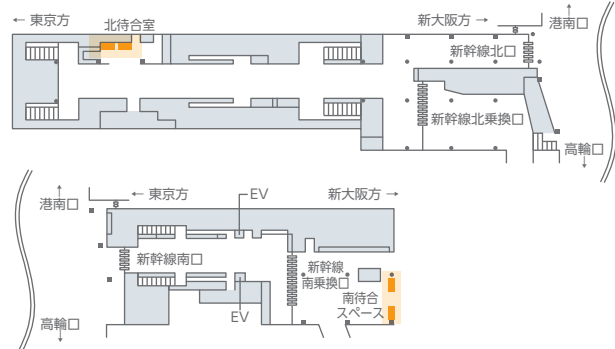 ← 東京方
北待合室
新大阪方 →
港南口
新幹線北口
新幹線北乗換口
高輪口
港南口
← 東京方
EV
新大阪方 →
新幹線南口
新幹線
南乗換口
南待合
スペース
EV
高輪口